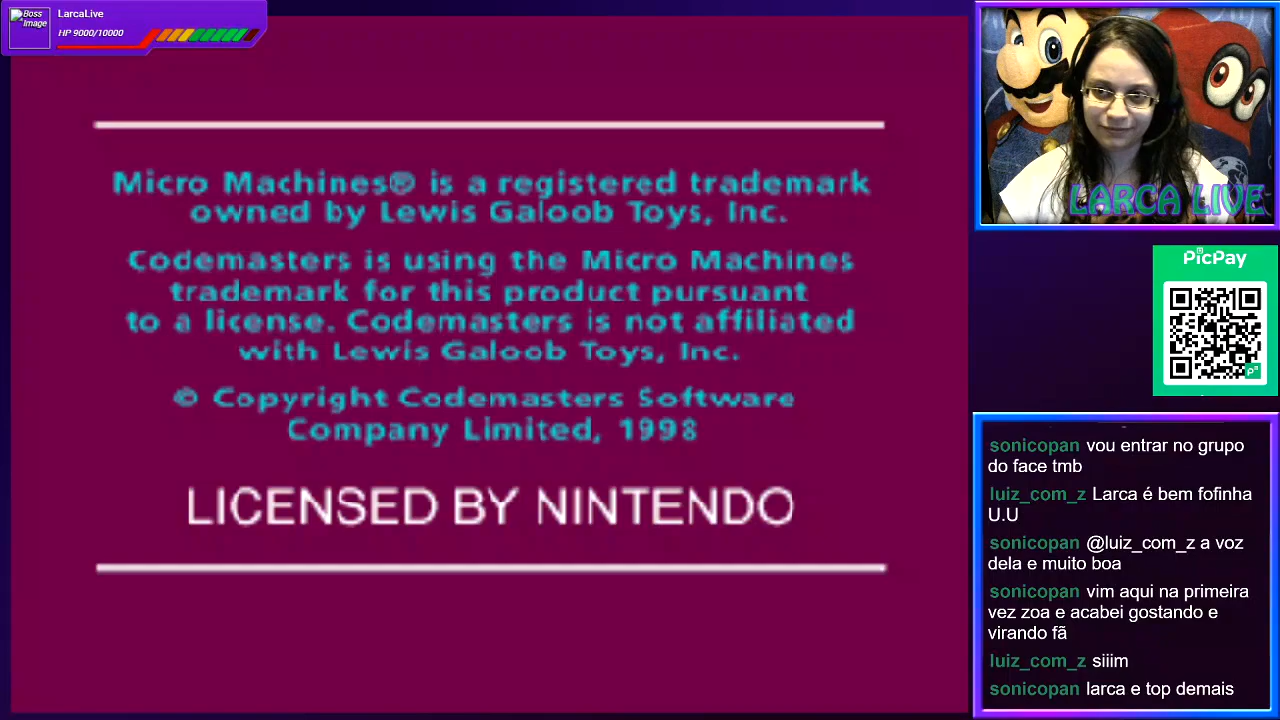 Boss
Image
LarcaLive
HP 9000/10000
Micro Machines® is a registered trademark
owned by Lewis Galoob Toys, Inc.
Codemasters is using the Micro Machines
trademark for this product pursuant
to a license. Codemasters is not affiliated
with Lewis Galoob Toys, Inc.
© Copyright Codemasters Software
Company Limited, 1998
LICENSED BY NINTENDO
LARCA LIVE
PicPay
sonicopan vou entrar no grupo
do face tmb
luiz_com_z Larca é bem fofinha
U.U
sonicopan @luiz_com_z a voz
dela e muito boa
sonicopan vim aqui na primeira
vez zoa e acabei gostando e
virando fã
luiz_com_z siiim
sonicopan larca e top demais